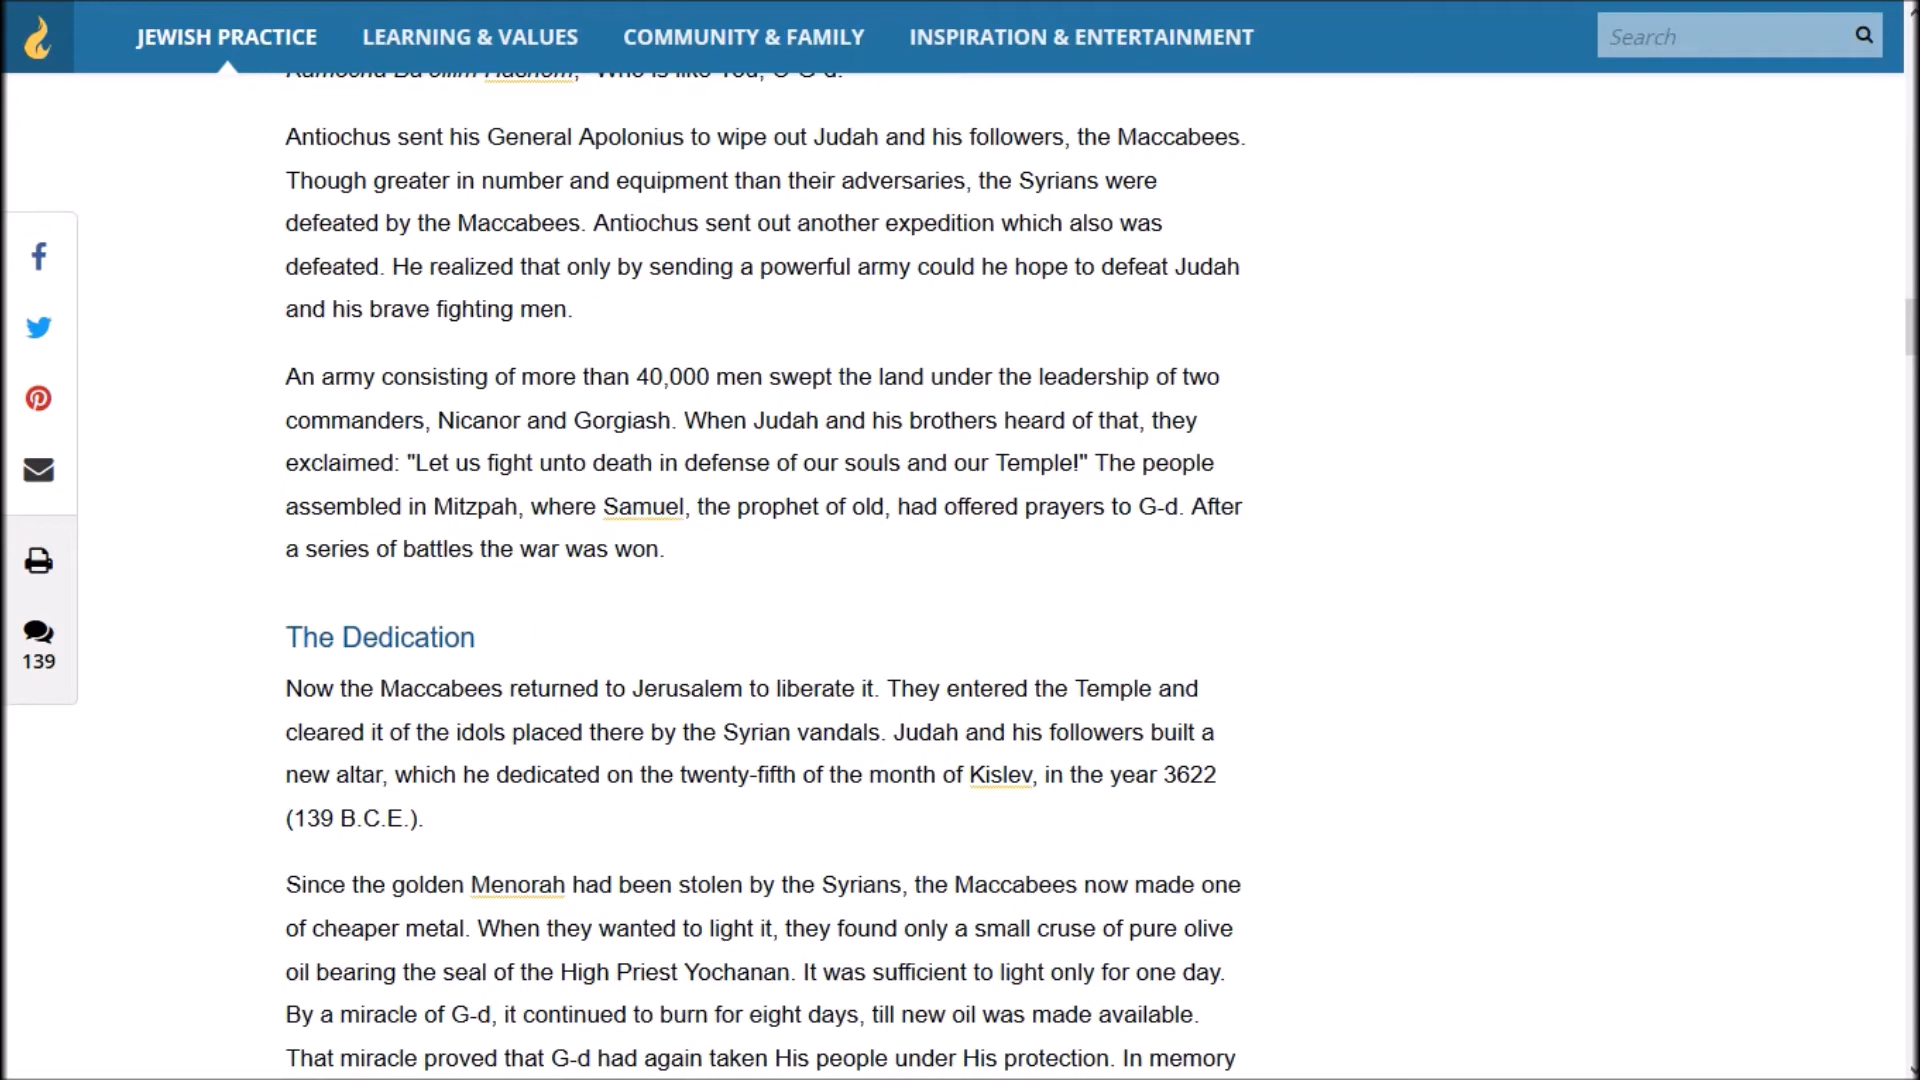 JEWISH PRACTICE LEARNING & VALUES COMMUNITY & FAMILY INSPIRATION & ENTERTAINMENT Search
Hashem, "Who is like You, O G-d."
Antiochus sent his General Apolonius to wipe out Judah and his followers, the Maccabees.
Though greater in number and equipment than their adversaries, the Syrians were
defeated by the Maccabees. Antiochus sent out another expedition which also was
defeated. He realized that only by sending a powerful army could he hope to defeat Judah
and his brave fighting men.
An army consisting of more than 40,000 men swept the land under the leadership of two
commanders, Nicanor and Gorgiash. When Judah and his brothers heard of that, they
exclaimed: "Let us fight unto death in defense of our souls and our Temple!" The people
assembled in Mitzpah, where Samuel, the prophet of old, had offered prayers to G-d. After
a series of battles the war was won.
139
The Dedication
Now the Maccabees returned to Jerusalem to liberate it. They entered the Temple and
cleared it of the idols placed there by the Syrian vandals. Judah and his followers built a
new altar, which he dedicated on the twenty-fifth of the month of Kislev, in the year 3622
(139 B.C.E.).
Since the golden Menorah had been stolen by the Syrians, the Maccabees now made one
of cheaper metal. When they wanted to light it, they found only a small cruse of pure olive
oil bearing the seal of the High Priest Yochanan. It was sufficient to light only for one day.
By a miracle of G-d, it continued to burn for eight days, till new oil was made available.
That miracle proved that G-d had again taken His people under His protection. In memory